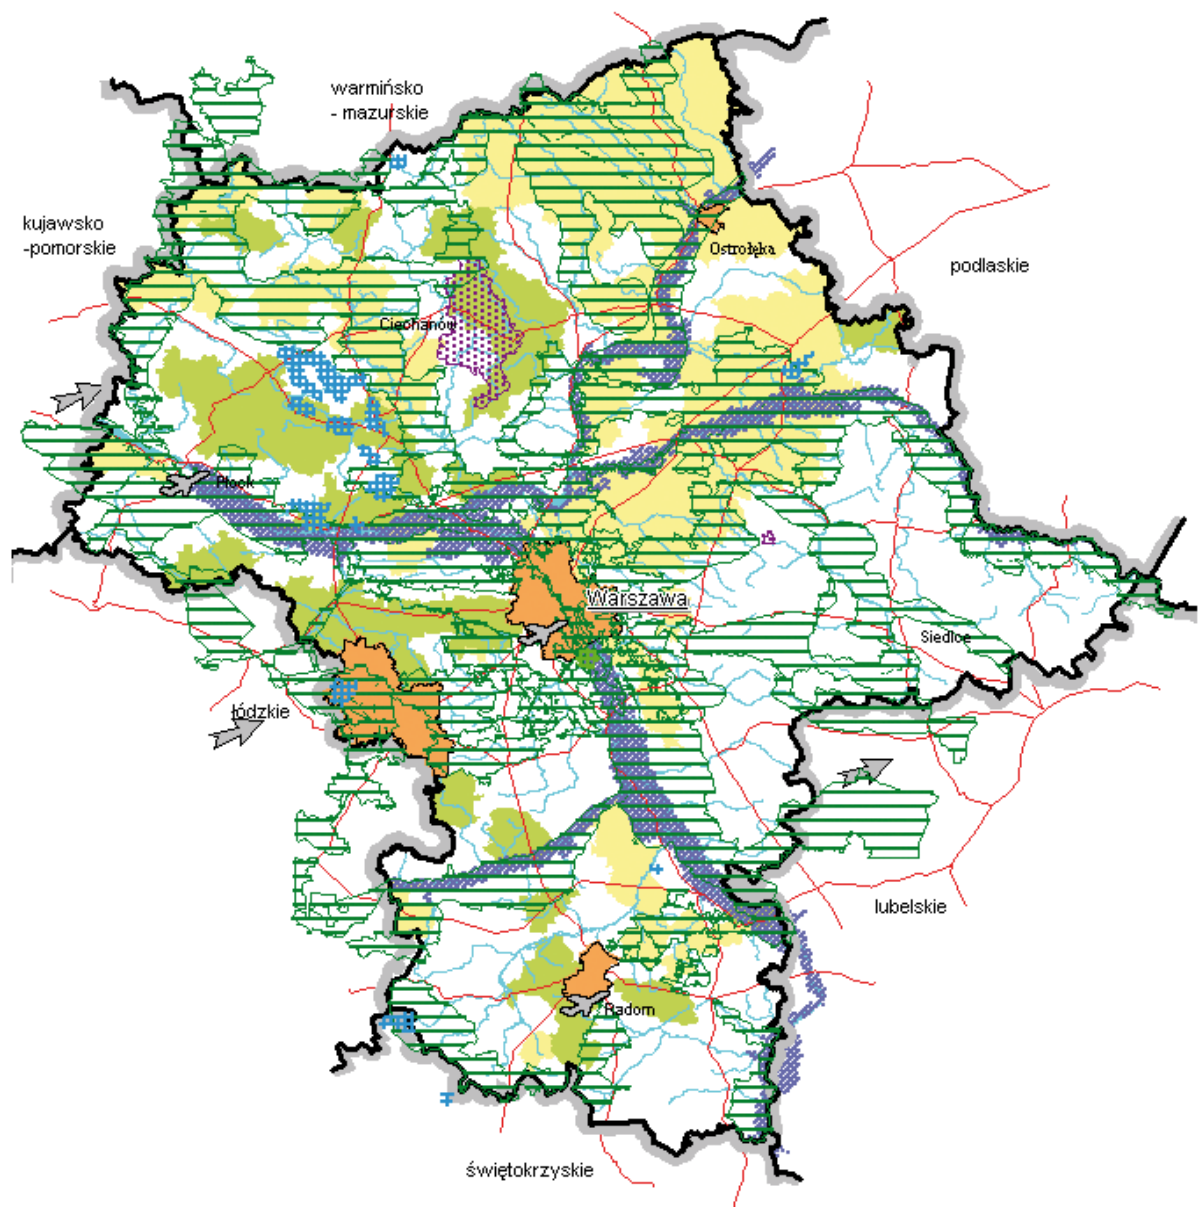 warmińsko
- mazurskie
kujawsko
-pomorskie
Ostrołęka
podlaskie
Ciechanów
Płock
Warszawa
Siedlce
łódzkie
lubelskie
Radom
świętokrzyskie